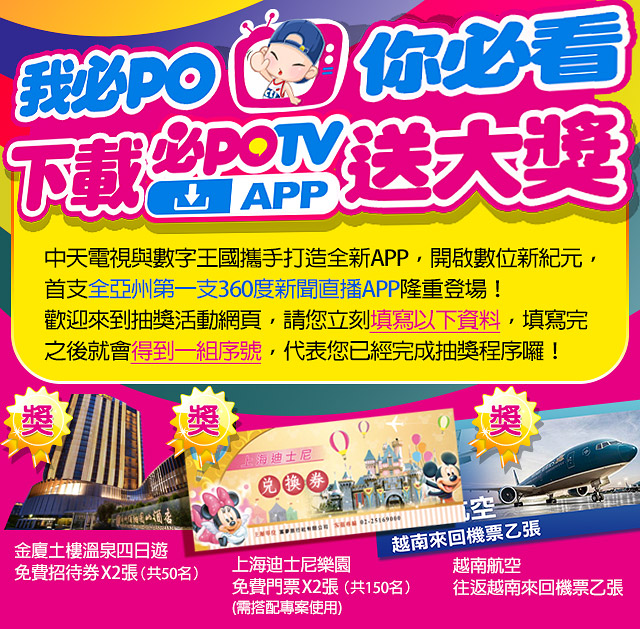 我必PO 你必看
下載 必POTV 送大獎
APP
中天電視與數字王國攜手打造全新APP，開啟數位新紀元，
首支全亞州第一支360度新聞直播APP隆重登場！
歡迎來到抽獎活動網頁，請您立刻填寫以下資料，填寫完
之後就會得到一組序號，代表您已經完成抽獎程序囉！
獎
獎
獎
上海迪士尼
兌換券
02-25169000
空
越南來回機票乙張
金廈土樓溫泉四日遊
免費招待券X2張(共50名)
上海迪士尼樂園
免費門票X2張(共150名)
(需搭配專案使用)
越南航空
往返越南來回機票乙張